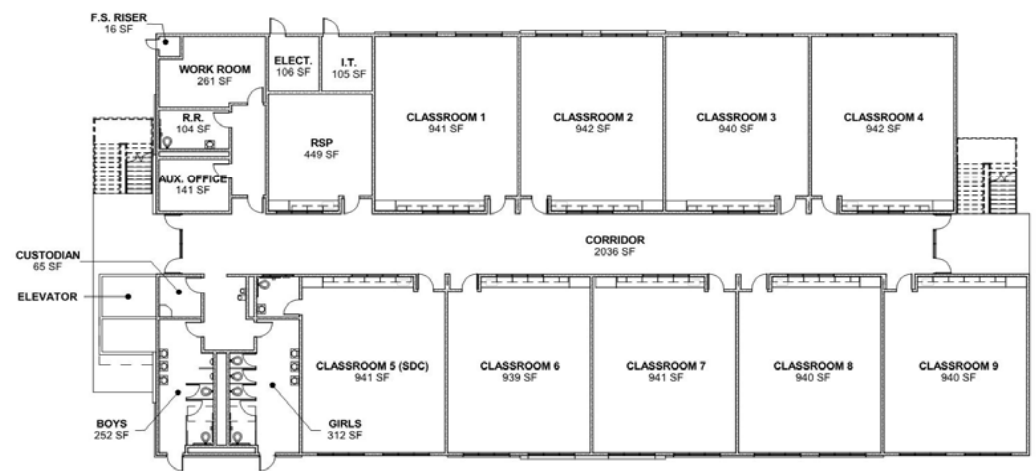 F.S. RISER
16 SF
WORK ROOM
261 SF
ELECT.
106 SF
I.T.
105 SF
R.R.
104 SF
RSP
449 SF
CLASSROOM 1
941 SF
CLASSROOM 2
942 SF
CLASSROOM 3
940 SF
CLASSROOM 4
942 SF
AUX. OFFICE
141 SF
CORRIDOR
2036 SF
CUSTODIAN
65 SF
ELEVATOR
CLASSROOM 5 (SDC)
941 SF
CLASSROOM 6
939 SF
CLASSROOM 7
941 SF
CLASSROOM 8
940 SF
CLASSROOM 9
940 SF
BOYS
252 SF
GIRLS
312 SF